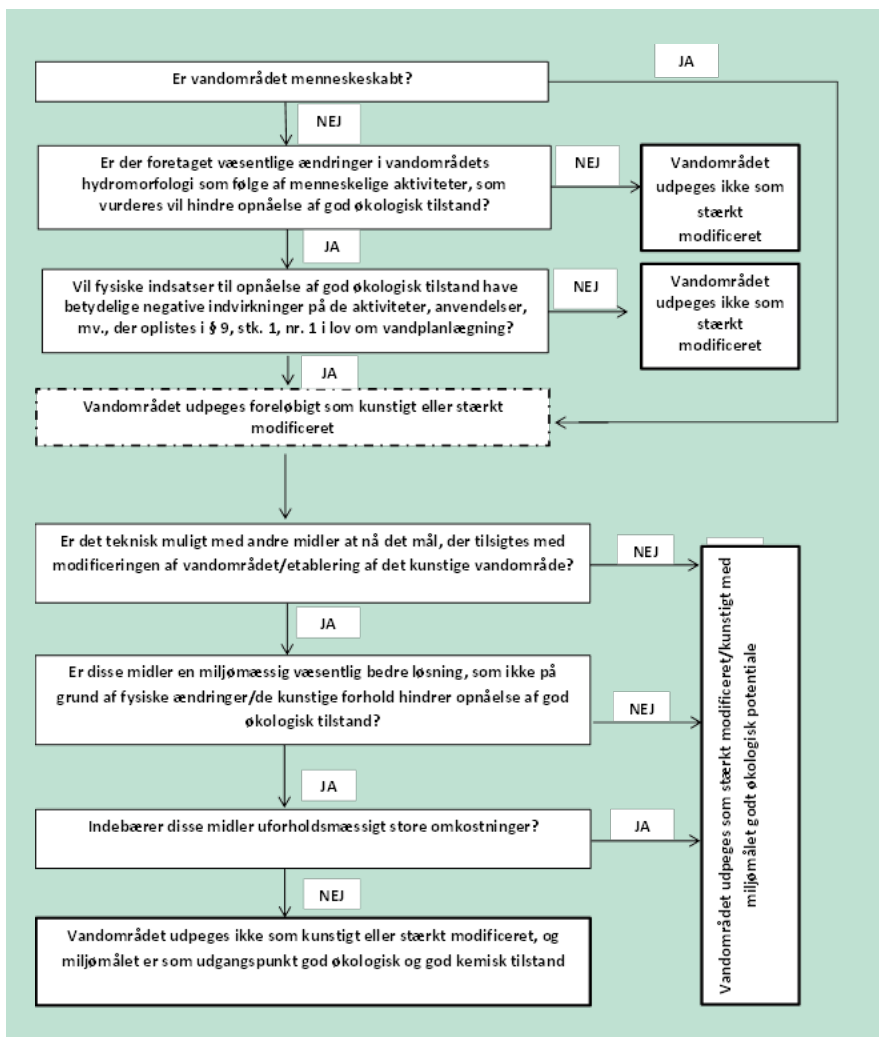 JA
Er vandområdet menneskeskabt?
NEJ
Er der foretaget væsentlige ændringer i vandområdets
hydromorfologi som følge af menneskelige aktiviteter, som
vurderes vil hindre opnåelse af god økologisk tilstand?
NEJ
Vandområdet
udpeges ikke som
stærkt
modificeret
JA
Vil fysiske indsatser til opnåelse af god økologisk tilstand have
betydelige negative indvirkninger på de aktiviteter, anvendelser,
mv., der oplistes i § 9, stk. 1, nr. 1 i lov om vandplanlægning?
NEJ
Vandområdet
udpeges ikke som
stærkt
modificeret
JA
Vandområdet udpeges foreløbigt som kunstigt eller stærkt
modificeret
Er det teknisk muligt med andre midler at nå det mål, der tilsigtes med
modificeringen af vandområdet/etablering af det kunstige vandområde?
NEJ
JA
Er disse midler en miljømæssig væsentlig bedre løsning, som ikke på
grund af fysiske ændringer/de kunstige forhold hindrer opnåelse af god
økologisk tilstand?
NEJ
JA
Indebærer disse midler uforholdsmæssigt store omkostninger?
JA
NEJ
Vandområdet udpeges ikke som kunstigt eller stærkt modificeret, og
miljømålet er som udgangspunkt god økologisk og god kemisk tilstand
Vandområdet udpeges som stærkt modificeret/kunstigt med
miljømålet godt økologisk potentiale